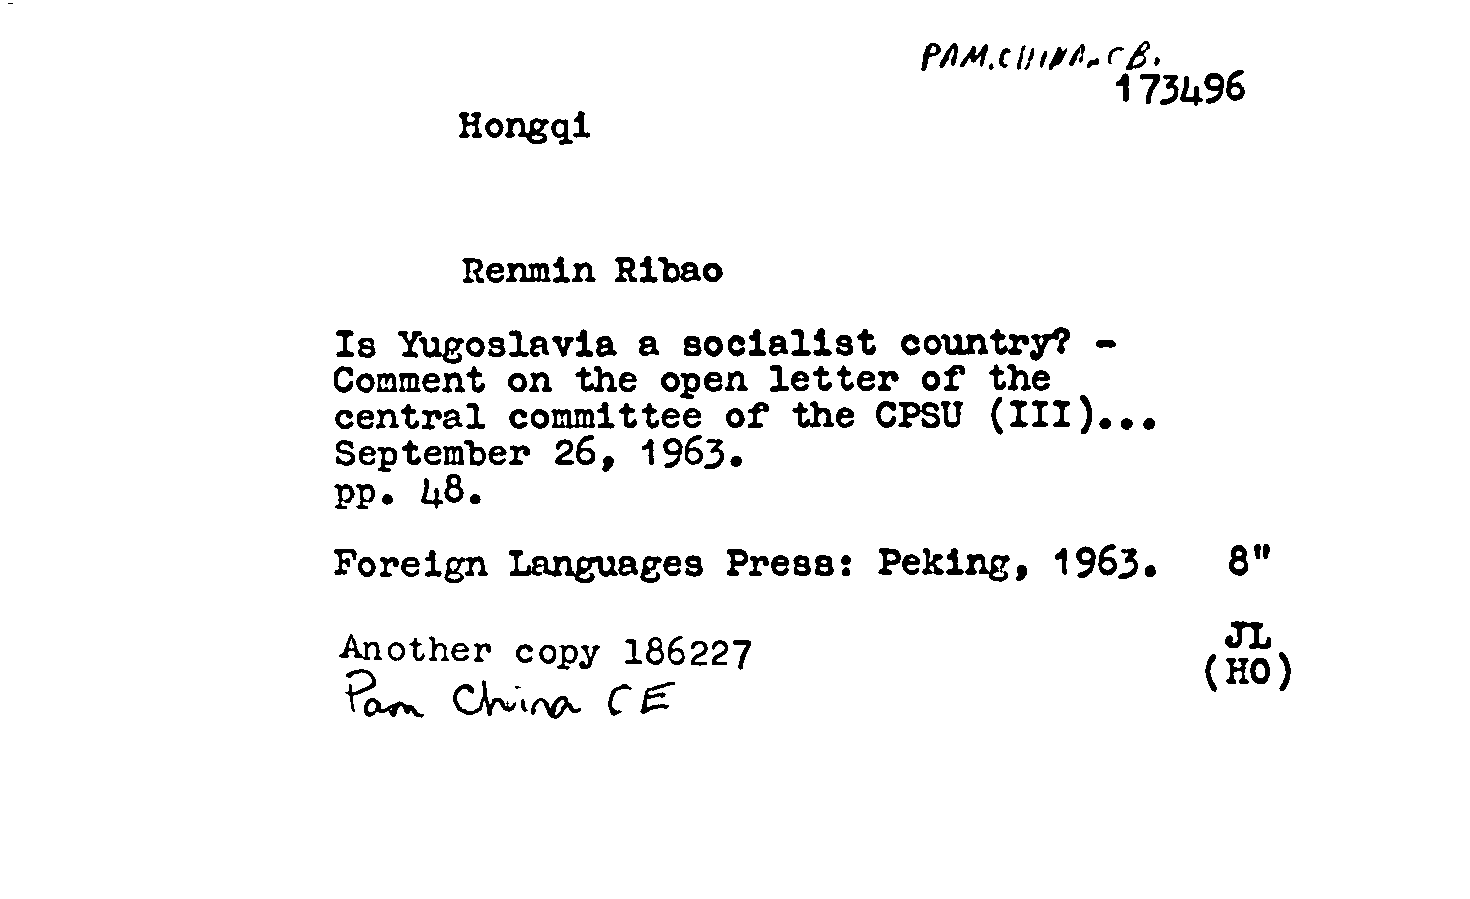 PAM. CHINA. CB.
173496
Hongqi
Renmin Ribao
Is Yugoslavia a socialist country? -
Comment on the open letter of the
central committee of the CPSU (III)...
September 26, 1963.
pp. 48.
Foreign Languages Press: Peking, 1963. 8"
Another copy 186227
JL
(HO)
Pam China CE